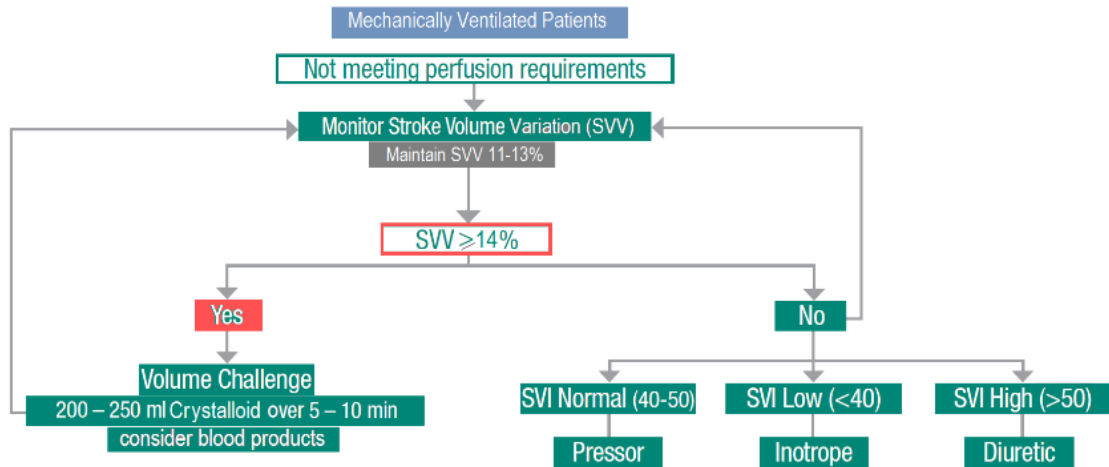 Mechanically Ventilated Patients
Not meeting perfusion requirements
Monitor Stroke Volume Variation (SVV)
Maintain SVV 11-13%
SVV ⩾14%
Yes
No
Volume Challenge
200 – 250 ml Crystalloid over 5 – 10 min
consider blood products
SVI Normal (40-50)
SVI Low (<40)
SVI High (>50)
Pressor
Inotrope
Diuretic